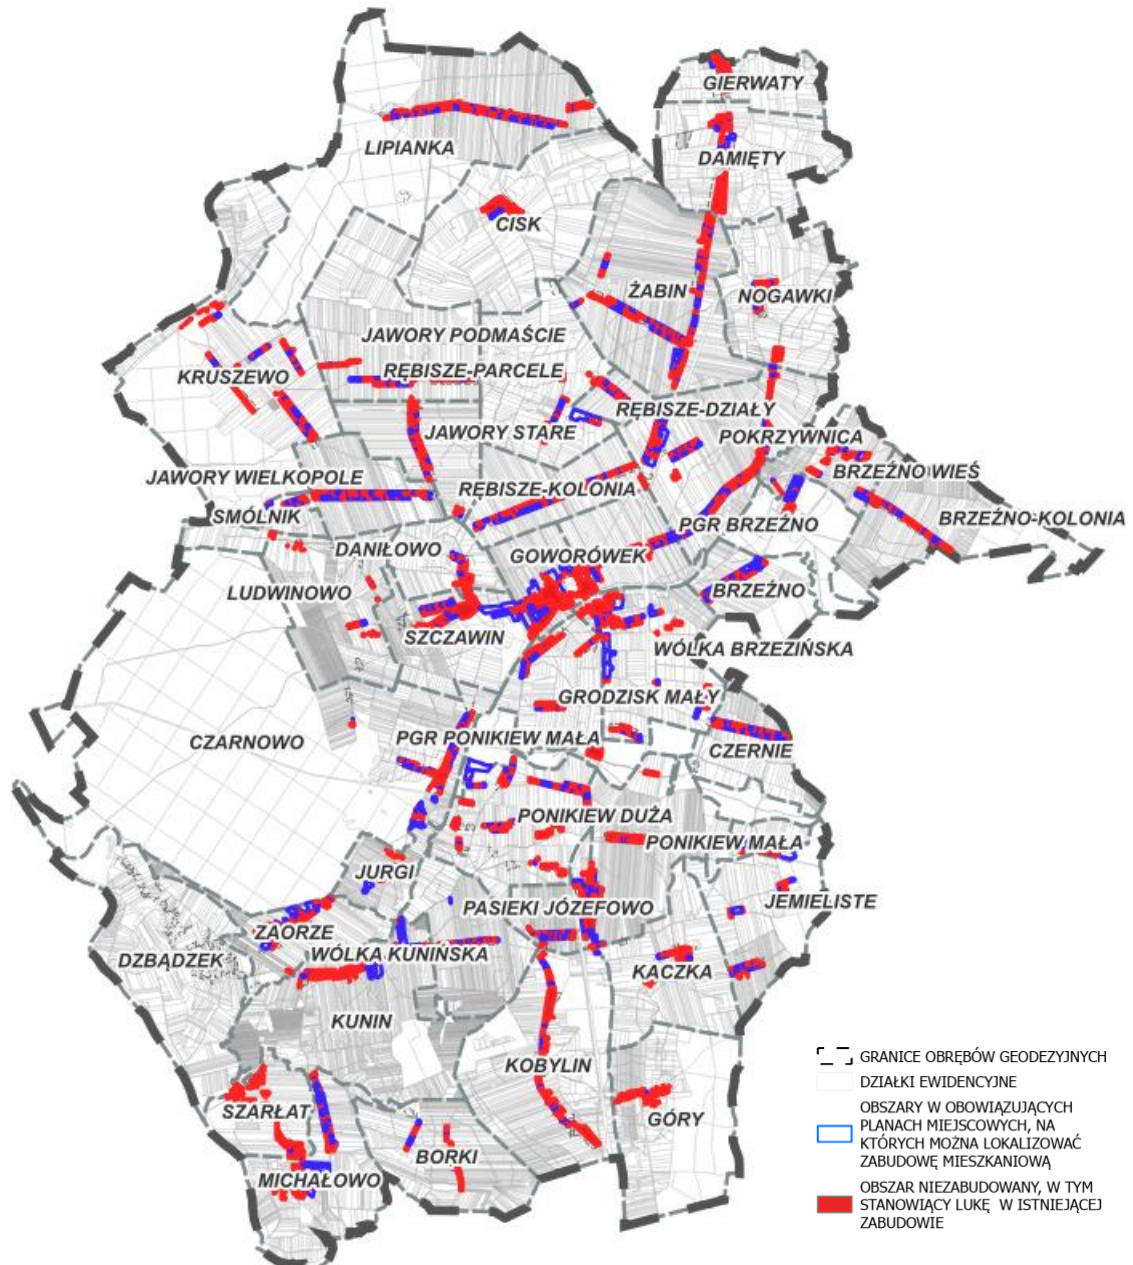 GIERWATY
LIPIANKA
DAMIĘTY
CISK
ŻABIN
NOGAWKI
JAWORY PODMAŚCIE
KRUSZEWO
RĘBISZE-PARCELE
RĘBISZE-DZIAŁY
JAWORY STARE
POKRZYWNICA
BRZEŹNO WIEŚ
JAWORY WIELKOPOLE
RĘBISZE-KOLONIA
SMÓLNIK
PGR BRZEŹNO
BRZEŹNO-KOLONIA
DANIŁOWO
GOWORÓWEK
LUDWINOWO
BRZEŹNO
SZCZAWIN
WÓLKA BRZEZIŃSKA
GRODZISK MAŁY
CZARNOWO
PGR PONIKIEW MAŁA
CZERNIE
PONIKIEW DUŻA
PONIKIEW MAŁA
JURGI
PASIEKI JÓZEFOWO
JEMIELISTE
ZAORZE
WÓLKA KUNIŃSKA
DZBĄDZEK
KACZKA
KUNIN
KOBYLIN
SZARŁAT
GÓRY
BORKI
MICHAŁOWO
GRANICE OBRĘBÓW GEODEZYJNYCH
DZIAŁKI EWIDENCYJNE
OBSZARY W OBOWIĄZUJĄCYCH
PLANACH MIEJSCOWYCH, NA
KTÓRYCH MOŻNA LOKALIZOWAĆ
ZABUDOWĘ MIESZKANIOWĄ
OBSZAR NIEZABUDOWANY, W TYM
STANOWIĄCY LUKĘ W ISTNIEJĄCEJ
ZABUDOWIE